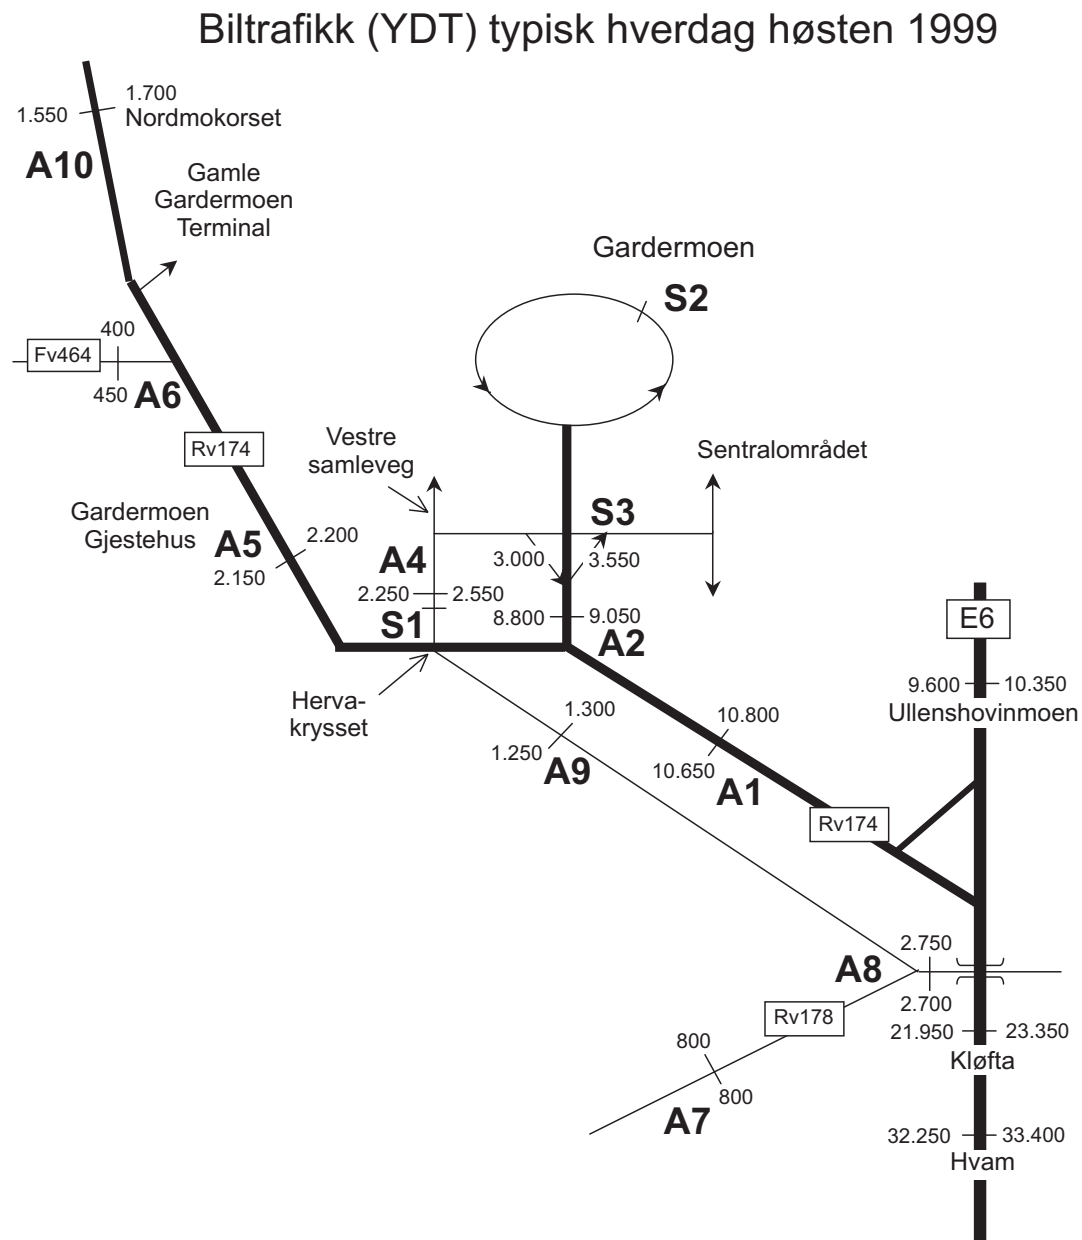 Biltrafikk (YDT) typisk hverdag høsten 1999
1.700
1.550
Nordmokorset
A10
Gamle
Gardermoen
Terminal
Gardermoen
S2
400
Fv464
450
A6
Rv174
Vestre
samleveg
Sentralområdet
Gardermoen
Gjestehus
A5
2.200
2.150
S3
A4
3.000
3.550
2.250
2.550
S1
8.800
9.050
A2
E6
Herva-
krysset
9.600
10.350
Ullenshovinmoen
1.300
1.250
A9
10.800
10.650
A1
Rv174
2.750
A8
2.700
Rv178
21.950
23.350
Kløfta
800
800
A7
32.250
33.400
Hvam